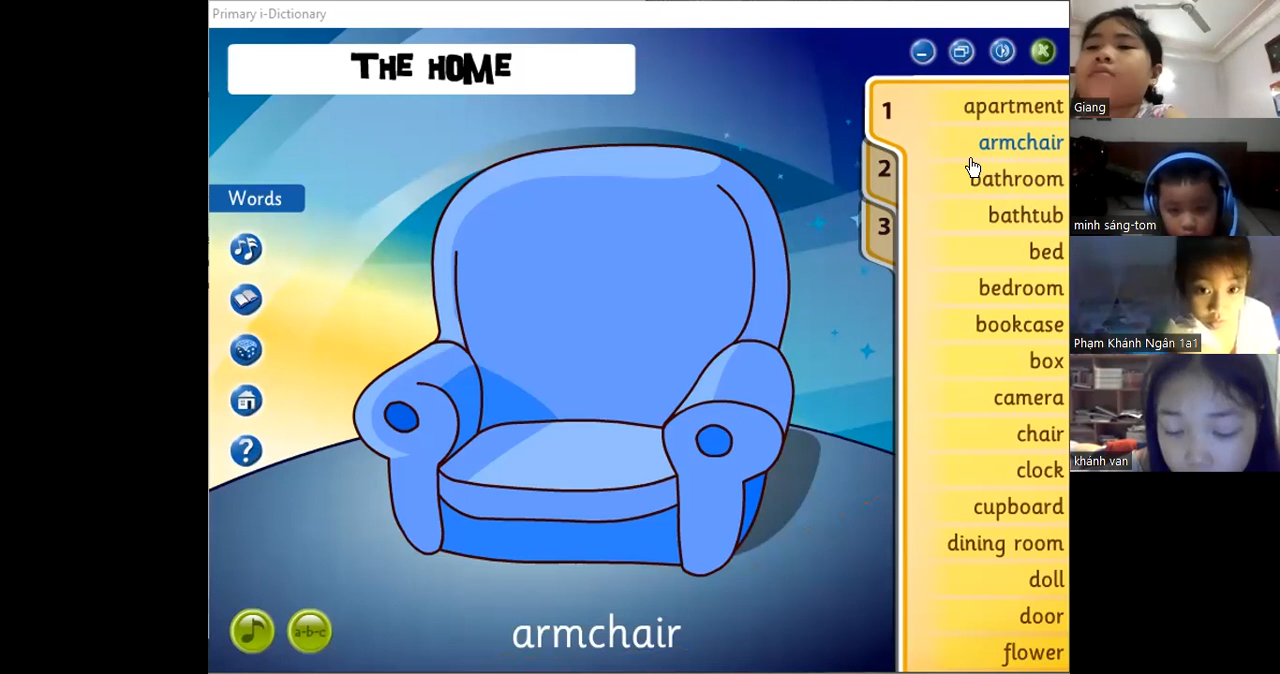 Primary i-Dictionary
THE HOME
Words
a-b-c
armchair
1
2
3
apartment
armchair
bathroom
bathtub
bed
bedroom
bookcase
box
camera
chair
clock
cupboard
dining room
doll
door
flower
Giang
minh sáng-tom
Phạm Khánh Ngân 1a1
khánh van